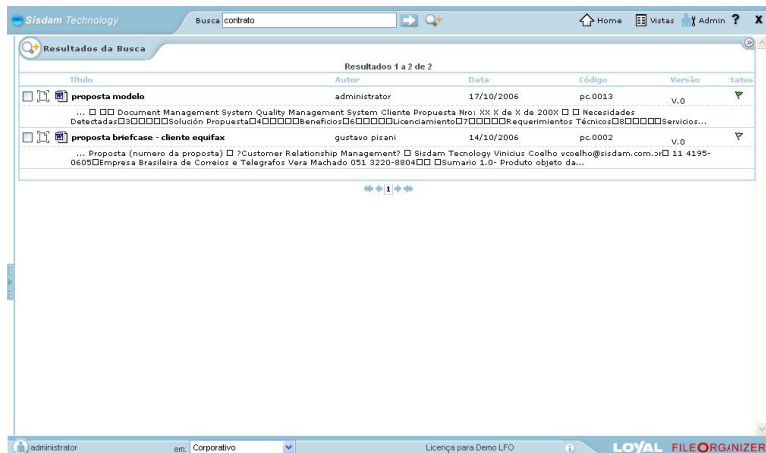 Sisdam Technology
Busca contrato
Home Vistas Admin ? X
Resultados da Busca
Resultados 1 a 2 de 2
Título Autor Data Código Versão tatus
proposta modelo administrator 17/10/2006 pc.0013 V.0
... □ □□ Document Management System Quality Management System Cliente Propuesta Nro: XX X de X de 200X □ □ Necesidades
Detectadas□3□□□□□Solución Propuesta□4□□□□□Beneficios□6□□□□□Licenciamiento□7□□□□□Requerimientos Técnicos□8□□□□□Servicios...
proposta briefcase - cliente equifax gustavo pisani 14/10/2006 pc.0002 V.0
... Proposta (numero da proposta) □ ?Customer Relationship Management? □ Sisdam Tecnology Vinicius Coelho vcoelho@sisdam.com.br□ 11 4195-
0605□Empresa Brasileira de Correios e Telegrafos Vera Machado 051 3220-8804□□ □Sumario 1.0- Produto objeto da...
1
administrator em: Corporativo Licença para Demo LFO LOYAL FILEORGANIZER